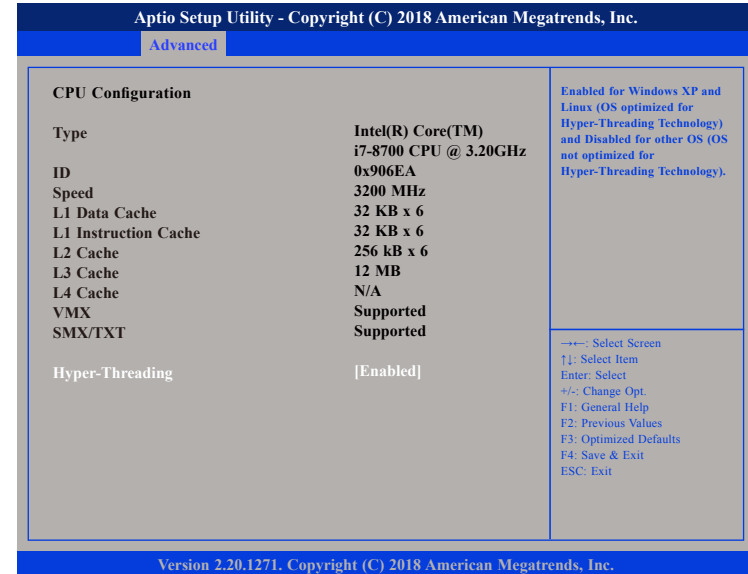 Aptio Setup Utility - Copyright (C) 2018 American Megatrends, Inc.
Advanced
CPU Configuration
Type Intel(R) Core(TM)
i7-8700 CPU @ 3.20GHz
ID 0x906EA
Speed 3200 MHz
L1 Data Cache 32 KB x 6
L1 Instruction Cache 32 KB x 6
L2 Cache 256 kB x 6
L3 Cache 12 MB
L4 Cache N/A
VMX Supported
SMX/TXT Supported
Hyper-Threading [Enabled]
Enabled for Windows XP and
Linux (OS optimized for
Hyper-Threading Technology)
and Disabled for other OS (OS
not optimized for
Hyper-Threading Technology).
→←: Select Screen
↑↓: Select Item
Enter: Select
+/-: Change Opt.
F1: General Help
F2: Previous Values
F3: Optimized Defaults
F4: Save & Exit
ESC: Exit
Version 2.20.1271. Copyright (C) 2018 American Megatrends, Inc.